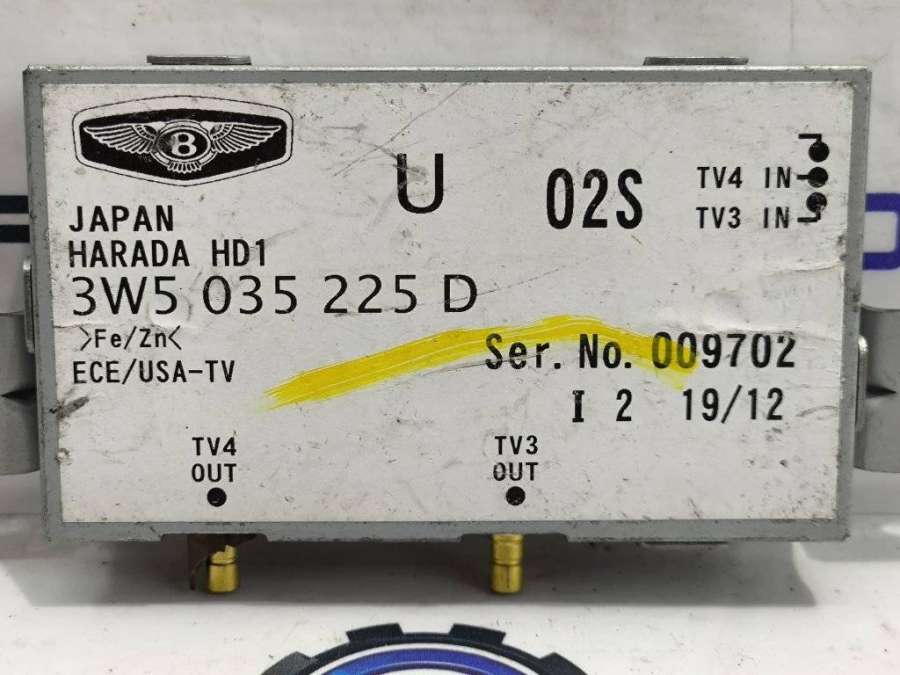 B
U
02S
TV4 IN
TV3 IN
JAPAN
HARADA HD1
3W5 035 225 D
>Fe/Zn<
ECE/USA-TV
Ser. No. 009702
I 2 19/12
TV4
OUT
TV3
OUT